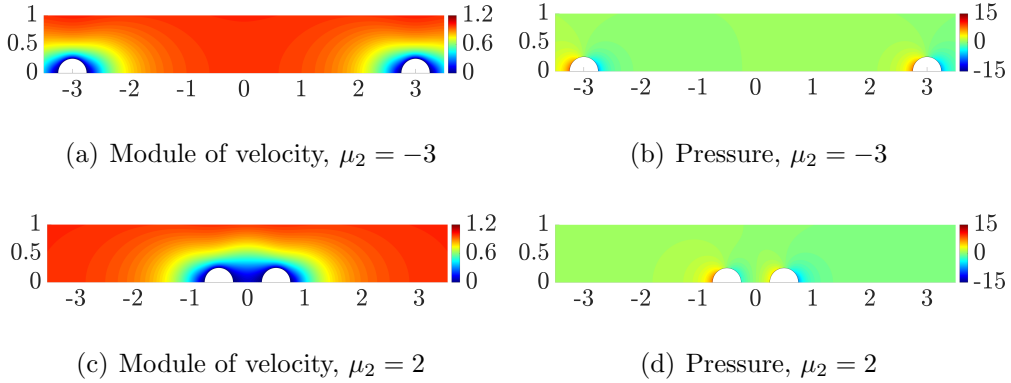 1 1.2 1 15
0.5 0.6 0.5 0
0 0 0 -15
-3 -2 -1 0 1 2 3 -3 -2 -1 0 1 2 3
(a) Module of velocity, μ₂ = −3 (b) Pressure, μ₂ = −3
1 1.2 1 15
0.5 0.6 0.5 0
0 0 0 -15
-3 -2 -1 0 1 2 3 -3 -2 -1 0 1 2 3
(c) Module of velocity, μ₂ = 2 (d) Pressure, μ₂ = 2